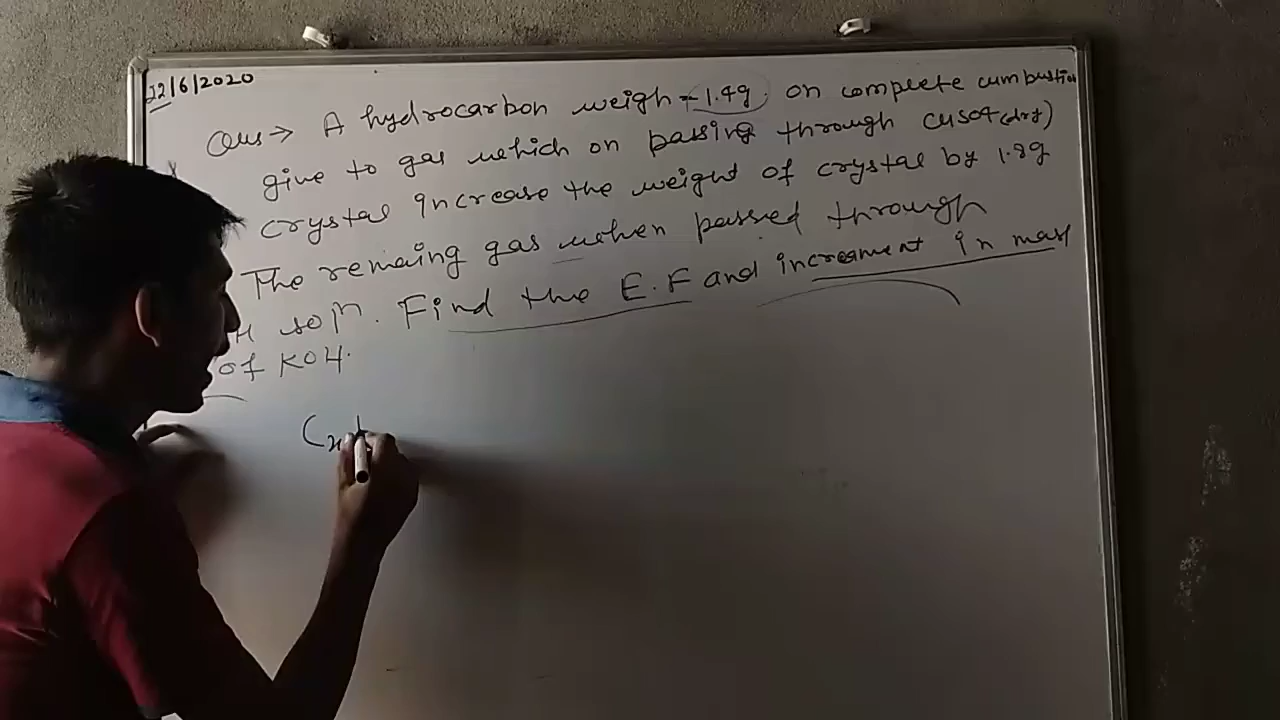 12/6/2020
Ques → A hydrocarbon weigh - 1.4g. on complete cumbustion
give to gas which on passing through CuSO4(dry)
crystal increase the weight of crystal by 1.8g
The remaing gas when passed through
H soln. Find the E.F and increament in mass
of KOH.
Cx